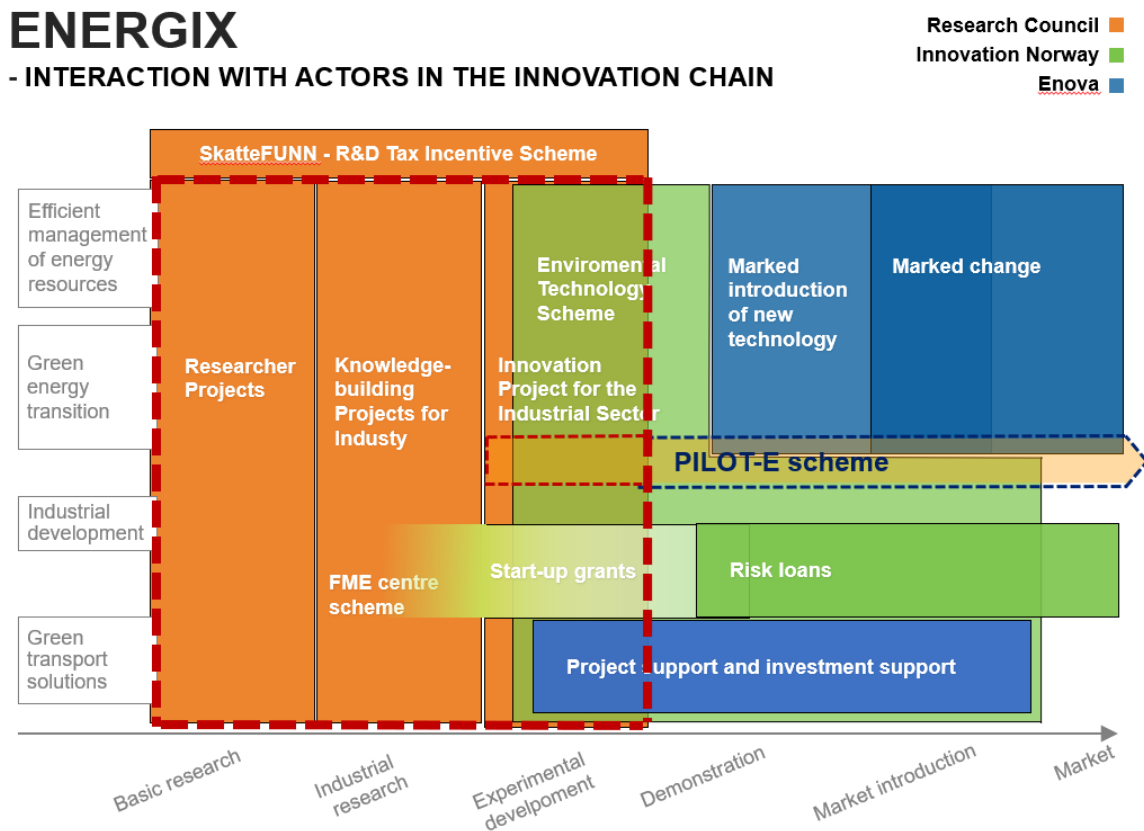 ENERGIX
- INTERACTION WITH ACTORS IN THE INNOVATION CHAIN
Research Council
Innovation Norway
Enova
SkatteFUNN - R&D Tax Incentive Scheme
Efficient
management
of energy
resources
Green
energy
transition
Industrial
development
Green
transport
solutions
Researcher
Projects
Knowledge-
building
Projects for
Industy
FME centre
scheme
Enviromental
Technology
Scheme
Innovation
Project for the
Industrial Sector
Marked
introduction
of new
technology
Marked change
PILOT-E scheme
Start-up grants
Risk loans
Project support and investment support
Basic research
Industrial
research
Experimental
develpoment
Demonstration
Market introduction
Market